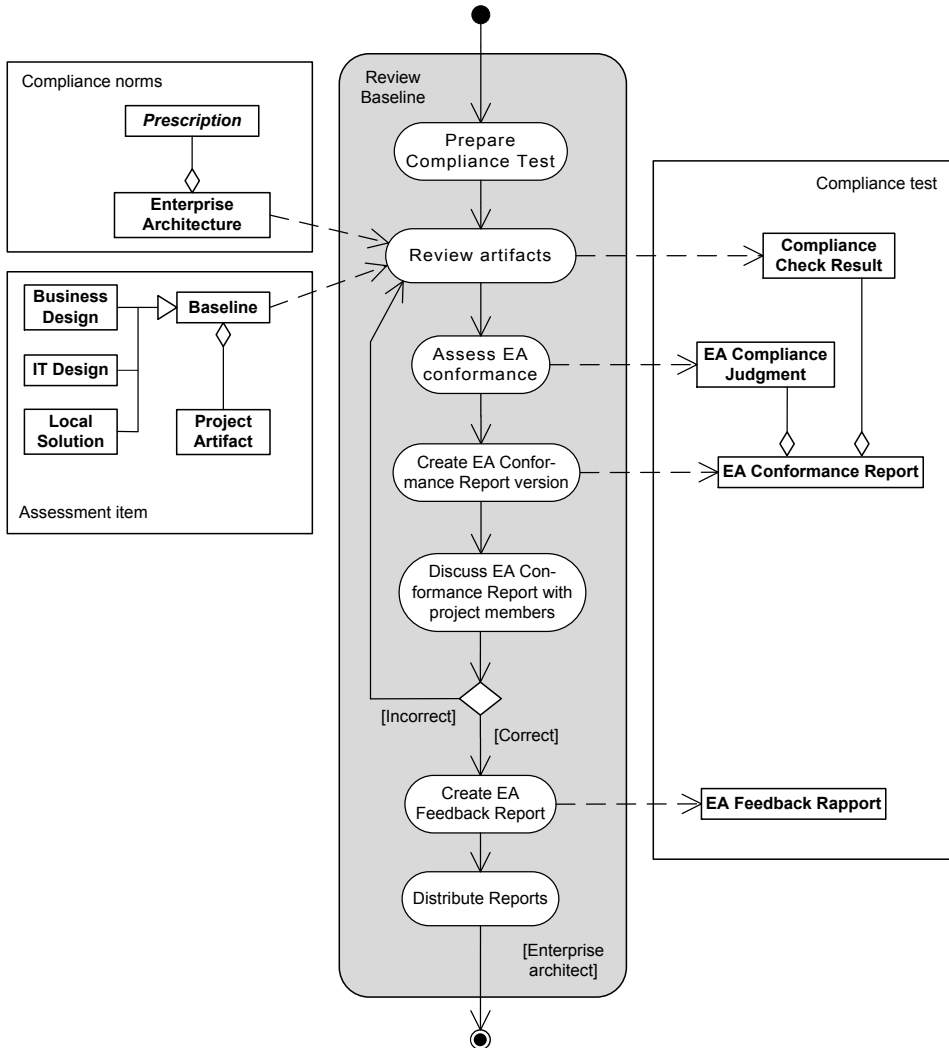 Compliance norms
Prescription
Enterprise
Architecture
Business
Design
Baseline
IT Design
Local
Solution
Project
Artifact
Assessment item
Review
Baseline
Prepare
Compliance Test
Review artifacts
Assess EA
conformance
Create EA Confor-
mance Report version
Discuss EA Con-
formance Report with
project members
[Incorrect]
[Correct]
Create EA
Feedback Report
Distribute Reports
[Enterprise
architect]
Compliance test
Compliance
Check Result
EA Compliance
Judgment
EA Conformance Report
EA Feedback Rapport